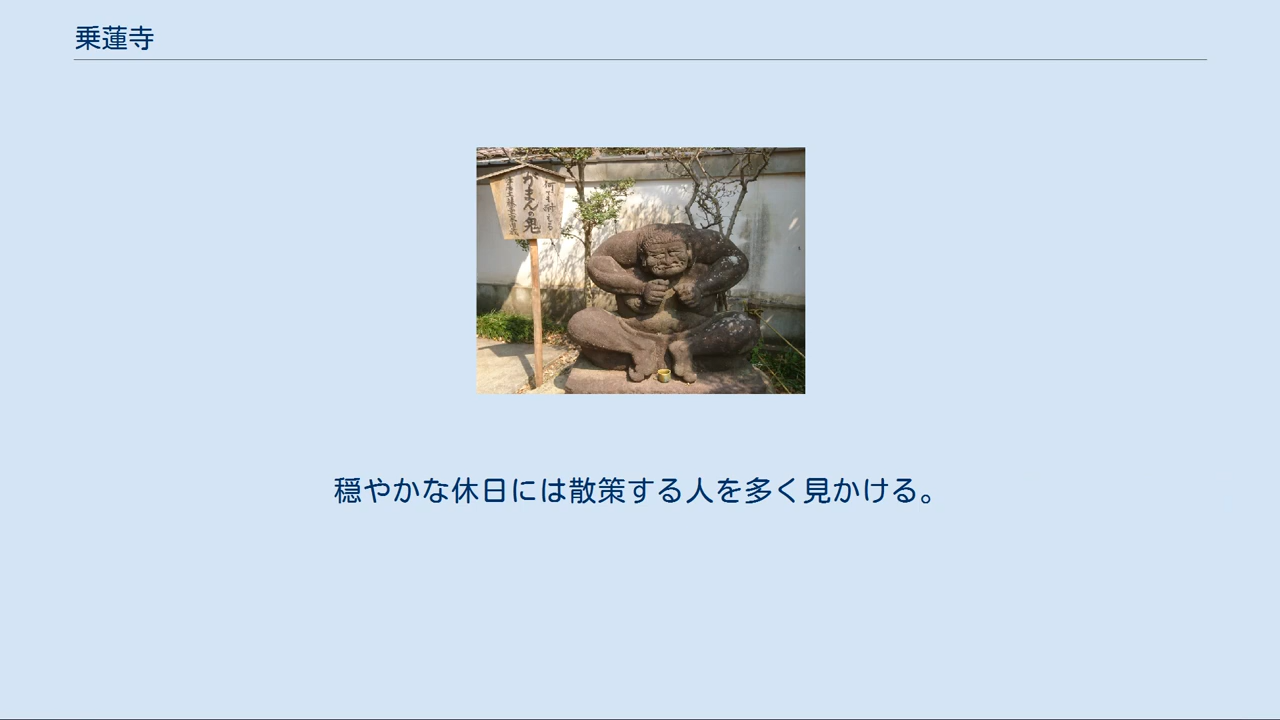 乗蓮寺
がまんの鬼
穏やかな休日には散策する人を多く見かける。